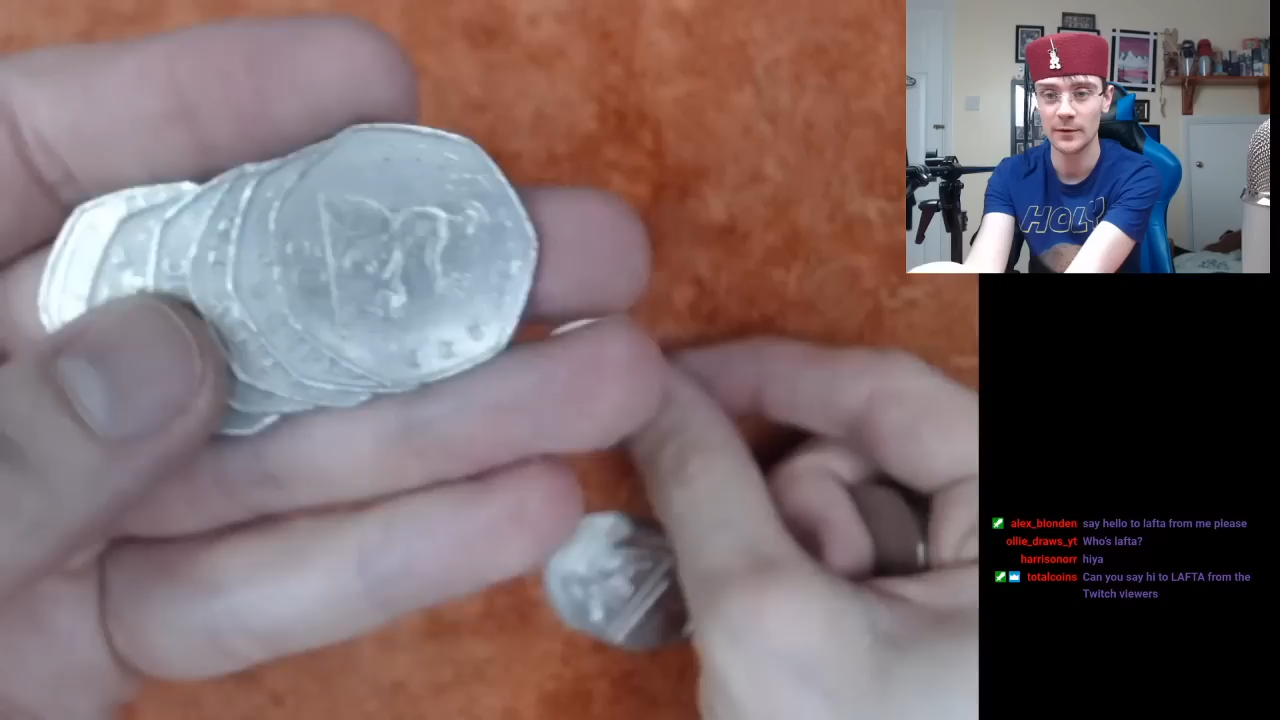 HOLY
alex_blonden say hello to lafta from me please
ollie_draws_yt Who's lafta?
harrisonorr hiya
totalcoins Can you say hi to LAFTA from the
Twitch viewers